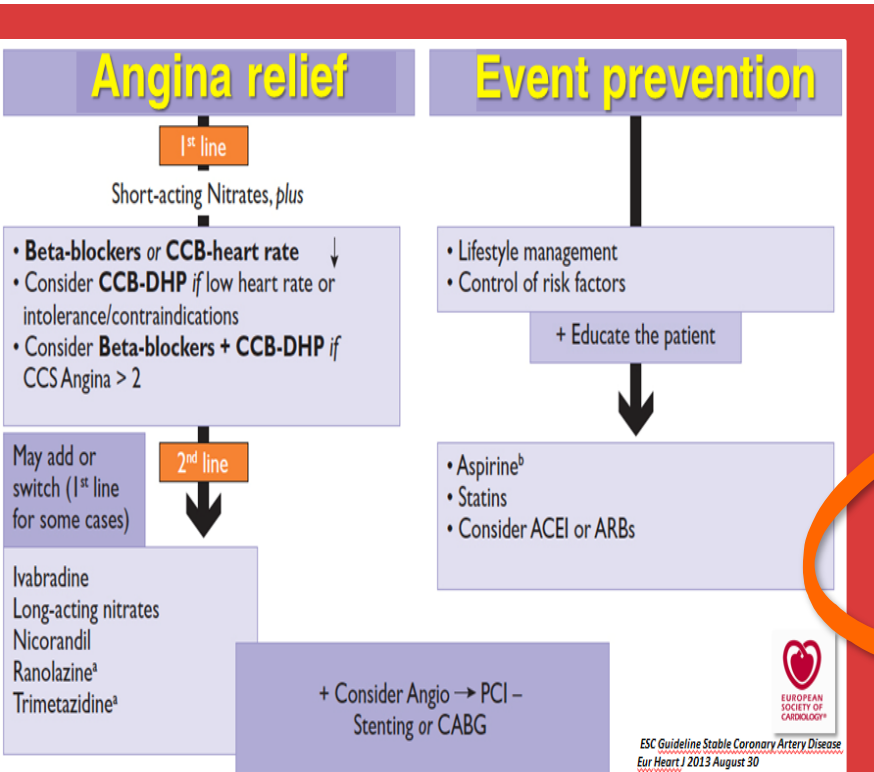 Angina relief
1st line
Short-acting Nitrates, plus
• Beta-blockers or CCB-heart rate ↓
• Consider CCB-DHP if low heart rate or
intolerance/contraindications
• Consider Beta-blockers + CCB-DHP if
CCS Angina > 2
May add or
switch (1st line
for some cases)
2nd line
Ivabradine
Long-acting nitrates
Nicorandil
Ranolazineᵃ
Trimetazidineᵃ
+ Consider Angio → PCI –
Stenting or CABG
Event prevention
• Lifestyle management
• Control of risk factors
+ Educate the patient
• Aspirineᵇ
• Statins
• Consider ACEI or ARBs
EUROPEAN
SOCIETY OF
CARDIOLOGY®
ESC Guideline Stable Coronary Artery Disease
Eur Heart J 2013 August 30